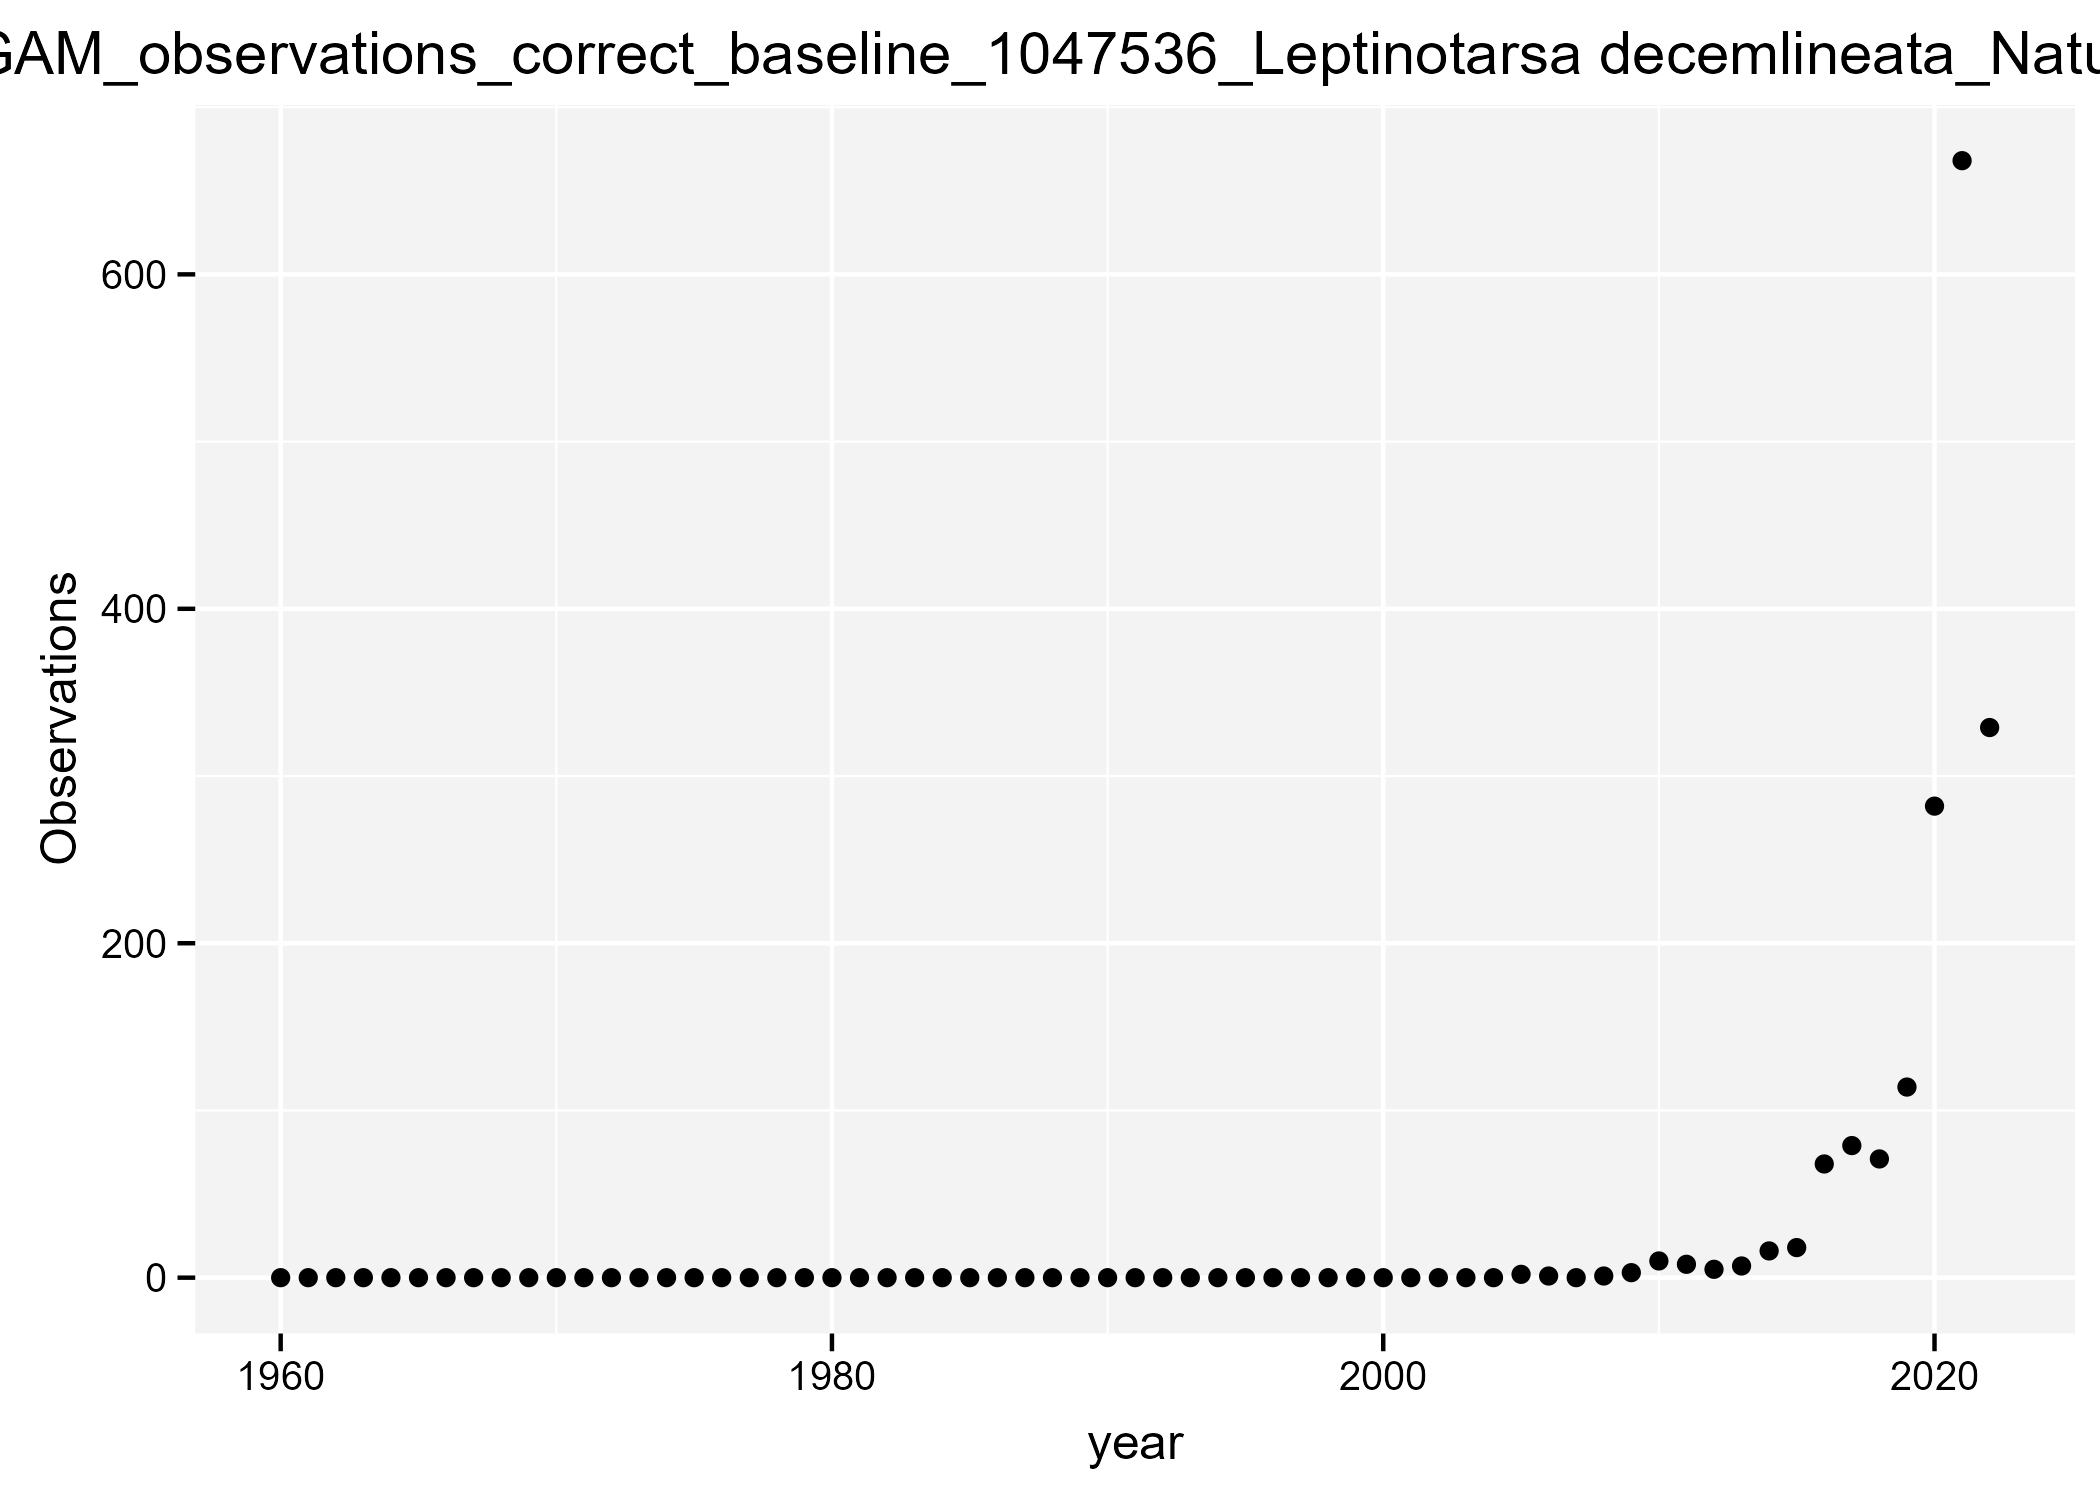 GAM_observations_correct_baseline_1047536_Leptinotarsa decemlineata_Natu
600
400
200
0
Observations
1960 1980 2000 2020
year